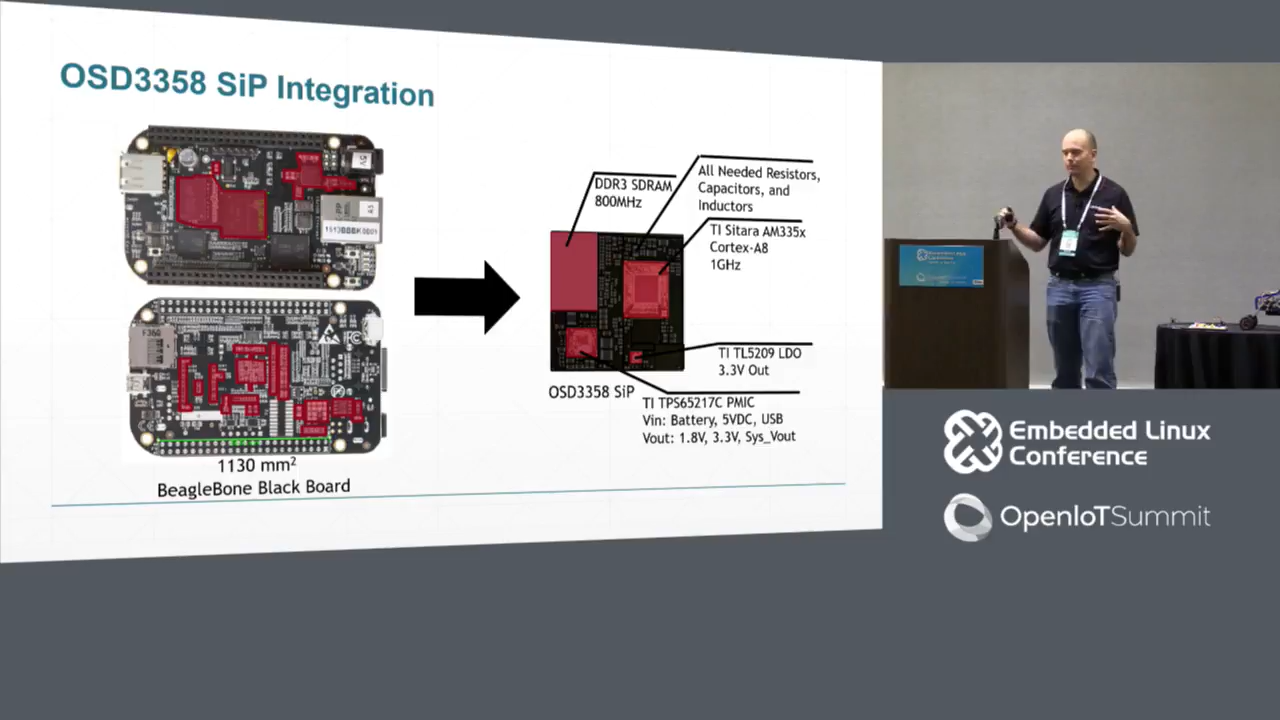 OSD3358 SiP Integration
DDR3 SDRAM
800MHz
All Needed Resistors,
Capacitors, and
Inductors
TI Sitara AM335x
Cortex-A8
1GHz
TI TL5209 LDO
3.3V Out
OSD3358 SiP
TI TPS65217C PMIC
Vin: Battery, 5VDC, USB
Vout: 1.8V, 3.3V, Sys_Vout
1130 mm²
BeagleBone Black Board
Embedded Linux
Conference
OpenIoTSummit